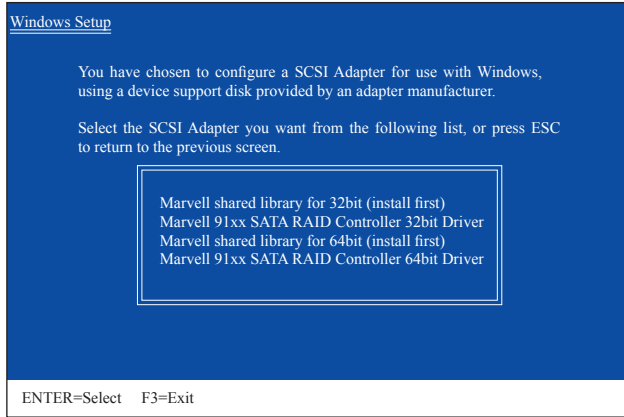 Windows Setup
You have chosen to configure a SCSI Adapter for use with Windows,
using a device support disk provided by an adapter manufacturer.
Select the SCSI Adapter you want from the following list, or press ESC
to return to the previous screen.
Marvell shared library for 32bit (install first)
Marvell 91xx SATA RAID Controller 32bit Driver
Marvell shared library for 64bit (install first)
Marvell 91xx SATA RAID Controller 64bit Driver
ENTER=Select F3=Exit